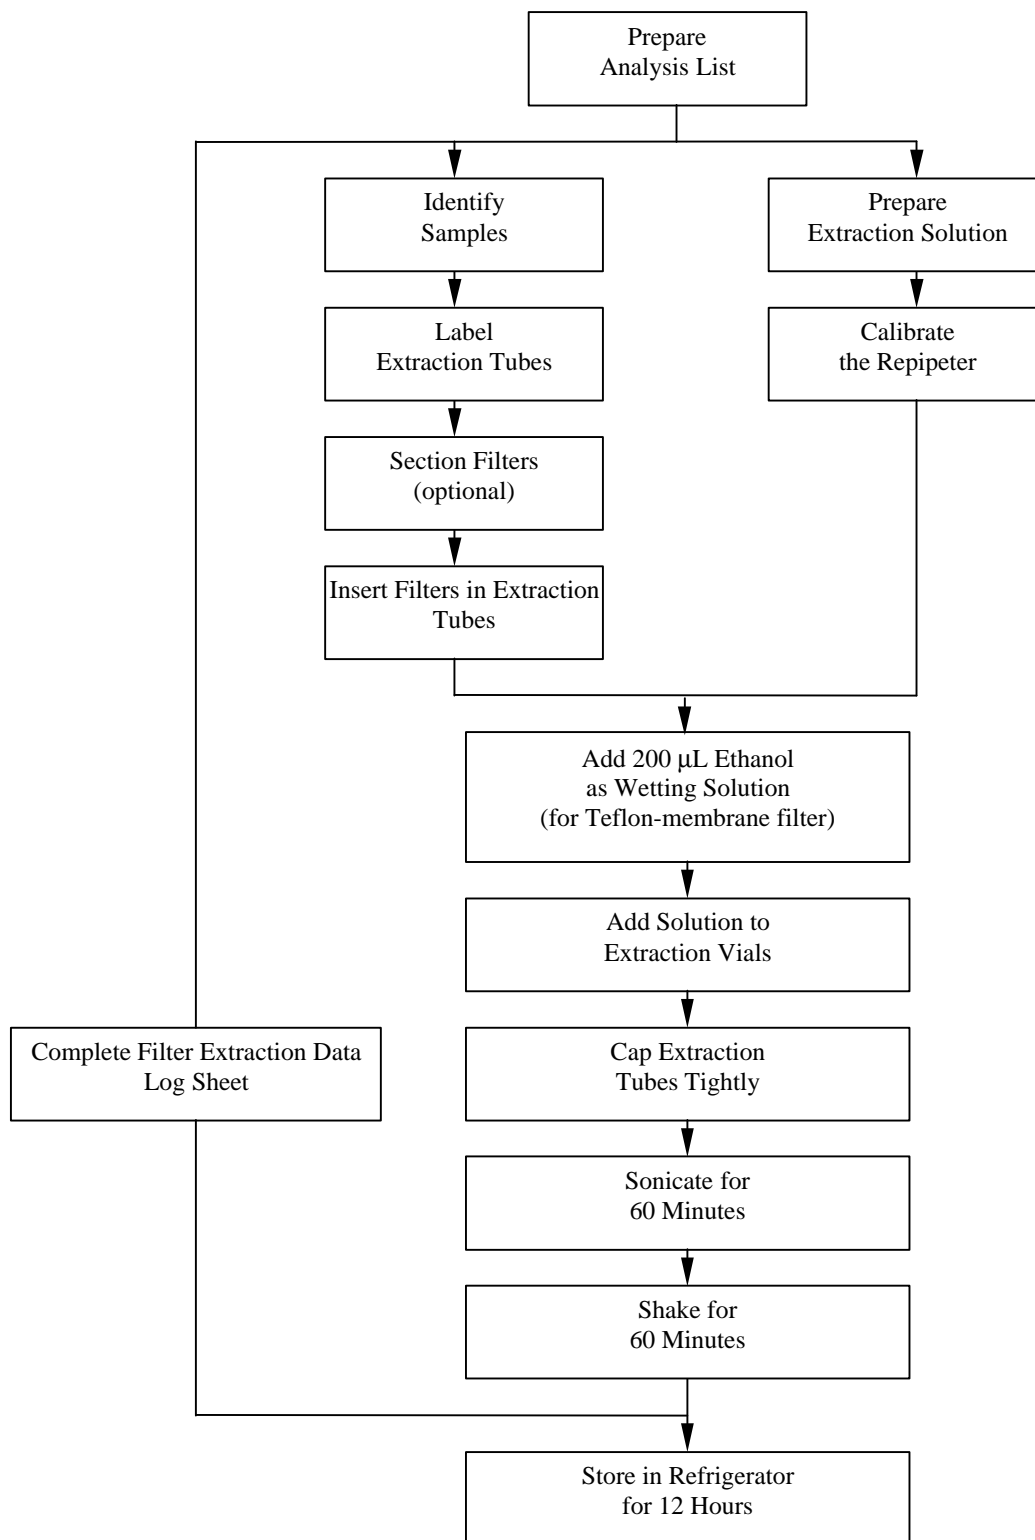 Prepare
Analysis List
Identify
Samples
Prepare
Extraction Solution
Label
Extraction Tubes
Calibrate
the Repipeter
Section Filters
(optional)
Insert Filters in Extraction
Tubes
Add 200 μL Ethanol
as Wetting Solution
(for Teflon-membrane filter)
Add Solution to
Extraction Vials
Complete Filter Extraction Data
Log Sheet
Cap Extraction
Tubes Tightly
Sonicate for
60 Minutes
Shake for
60 Minutes
Store in Refrigerator
for 12 Hours